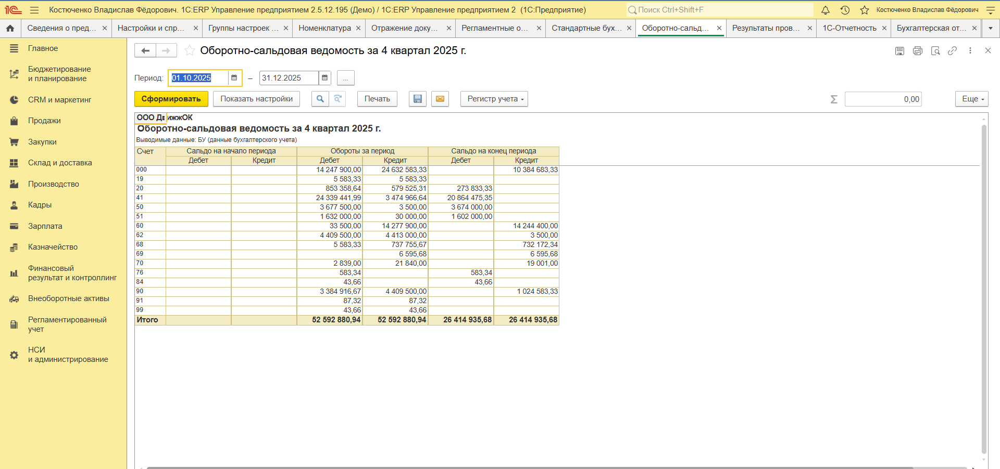 1С Костюченко Владислав Фёдорович. 1С:ERP Управление предприятием 2.5.12.195 (Демо) / 1С:ERP Управление предприятием 2 (1С:Предприятие) Поиск Ctrl+Shift+F Костюченко Владислав Фёдорович
Сведения о пред... Настройки и спр... Группы настроек ... Номенклатура Отражение доку... Регламентные о... Стандартные бух... Оборотно-сальд... Результаты пров... 1С-Отчетность Бухгалтерская от...
Главное
Бюджетирование
и планирование
CRM и маркетинг
Продажи
Закупки
Склад и доставка
Производство
Кадры
Зарплата
Казначейство
Финансовый
результат и контроллинг
Внеоборотные активы
Регламентированный
учет
НСИ
и администрирование
Оборотно-сальдовая ведомость за 4 квартал 2025 г.
Период: 01.10.2025 – 31.12.2025 ...
Сформировать Показать настройки Печать Регистр учета Σ 0,00 Еще
ООО ДвижжОК
Оборотно-сальдовая ведомость за 4 квартал 2025 г.
Выводимые данные: БУ (данные бухгалтерского учета)
Счет Сальдо на начало периода Обороты за период Сальдо на конец периода
Дебет Кредит Дебет Кредит Дебет Кредит
000 14 247 900,00 24 632 583,33 10 384 683,33
19 5 583,33 5 583,33
20 853 358,64 579 525,31 273 833,33
41 24 339 441,99 3 474 966,64 20 864 475,35
50 3 677 500,00 3 500,00 3 674 000,00
51 1 632 000,00 30 000,00 1 602 000,00
60 33 500,00 14 277 900,00 14 244 400,00
62 4 409 500,00 4 413 000,00 3 500,00
68 5 583,33 737 755,67 732 172,34
69 6 595,68 6 595,68
70 2 839,00 21 840,00 19 001,00
76 583,34 583,34
84 43,66 43,66
90 3 384 916,67 4 409 500,00 1 024 583,33
91 87,32 87,32
99 43,66 43,66
Итого 52 592 880,94 52 592 880,94 26 414 935,68 26 414 935,68